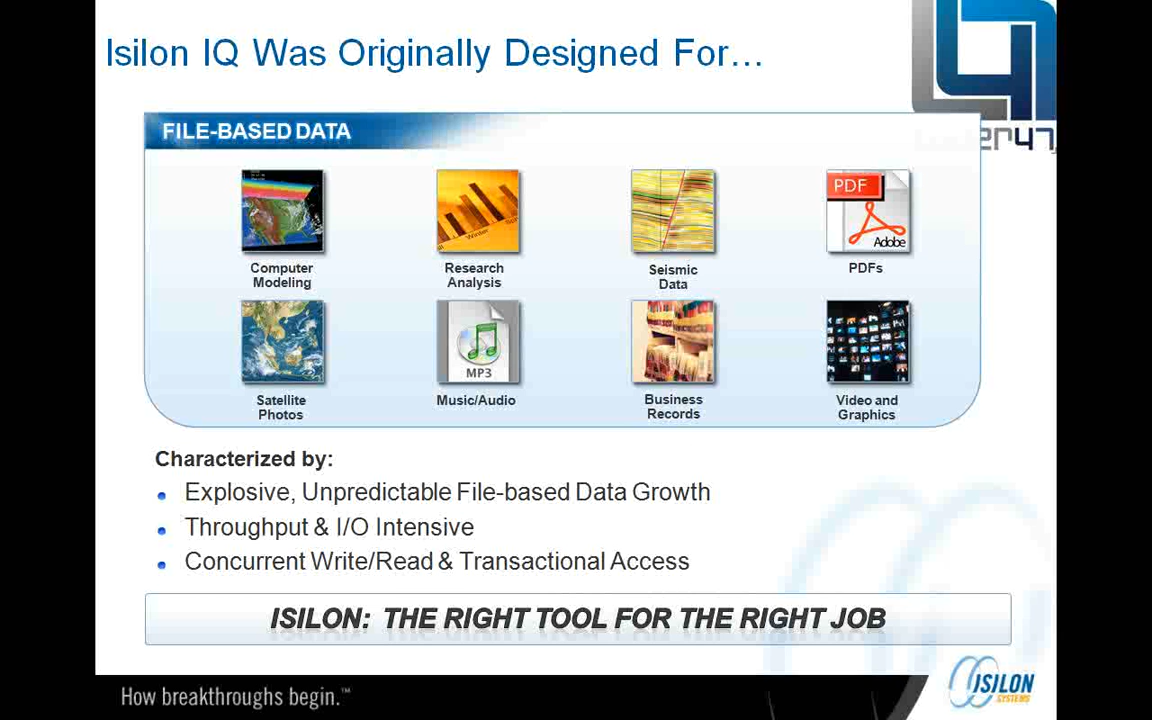 Isilon IQ Was Originally Designed For...
FILE-BASED DATA
Computer
Modeling
Research
Analysis
Seismic
Data
PDF
Adobe
PDFs
Satellite
Photos
MP3
Music/Audio
Business
Records
Video and
Graphics
Characterized by:
Explosive, Unpredictable File-based Data Growth
Throughput & I/O Intensive
Concurrent Write/Read & Transactional Access
ISILON: THE RIGHT TOOL FOR THE RIGHT JOB
How breakthroughs begin.™
ISILON
SYSTEMS